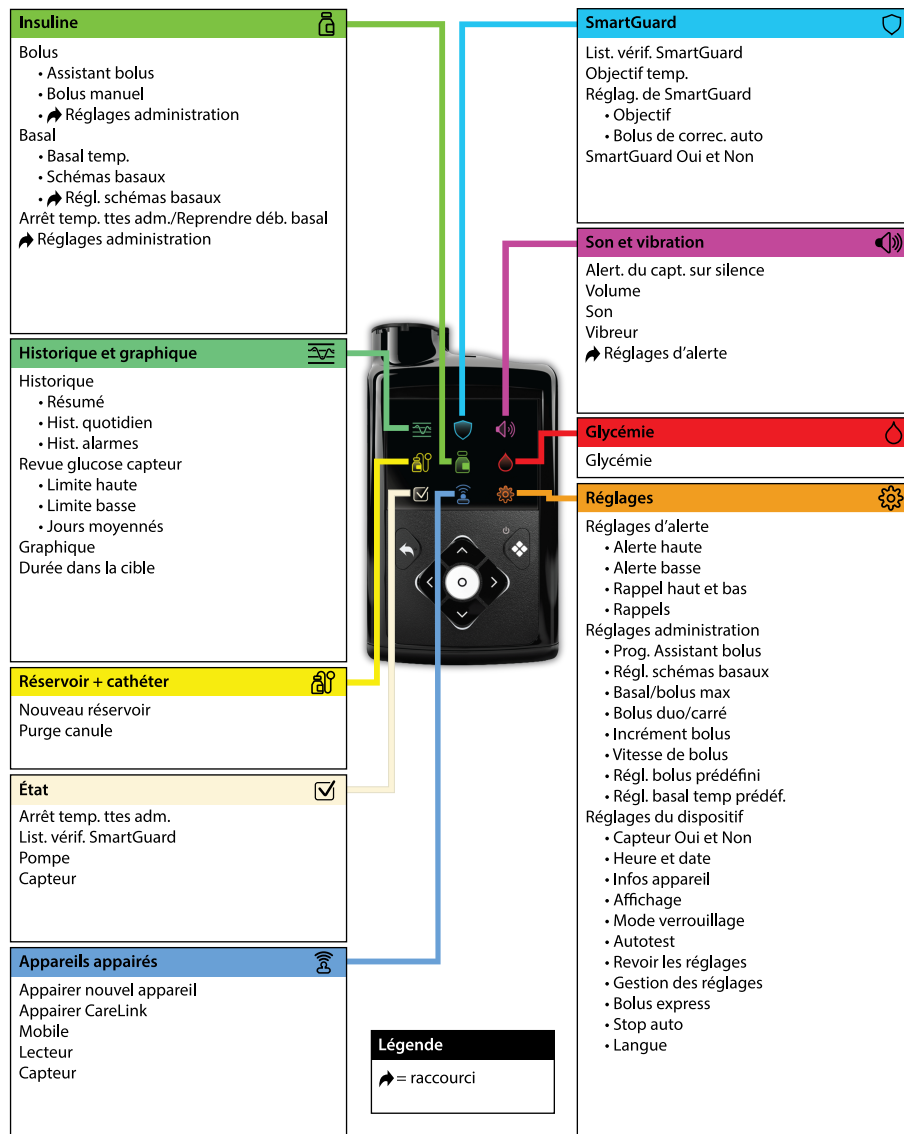 Insuline
Bolus
• Assistant bolus
• Bolus manuel
• Réglages administration
Basal
• Basal temp.
• Schémas basaux
• Régl. schémas basaux
Arrêt temp. ttes adm./Reprendre déb. basal
Réglages administration
Historique et graphique
Historique
• Résumé
• Hist. quotidien
• Hist. alarmes
Revue glucose capteur
• Limite haute
• Limite basse
• Jours moyennés
Graphique
Durée dans la cible
Réservoir + cathéter
Nouveau réservoir
Purge canule
État
Arrêt temp. ttes adm.
List. vérif. SmartGuard
Pompe
Capteur
Appareils appairés
Appairer nouvel appareil
Appairer CareLink
Mobile
Lecteur
Capteur
SmartGuard
List. vérif. SmartGuard
Objectif temp.
Réglag. de SmartGuard
• Objectif
• Bolus de correc. auto
SmartGuard Oui et Non
Son et vibration
Alert. du capt. sur silence
Volume
Son
Vibreur
Réglages d'alerte
Glycémie
Glycémie
Réglages
Réglages d'alerte
• Alerte haute
• Alerte basse
• Rappel haut et bas
• Rappels
Réglages administration
• Prog. Assistant bolus
• Régl. schémas basaux
• Basal/bolus max
• Bolus duo/carré
• Incrément bolus
• Vitesse de bolus
• Régl. bolus prédéfini
• Régl. basal temp prédéf.
Réglages du dispositif
• Capteur Oui et Non
• Heure et date
• Infos appareil
• Affichage
• Mode verrouillage
• Autotest
• Revoir les réglages
• Gestion des réglages
• Bolus express
• Stop auto
• Langue
Légende
= raccourci